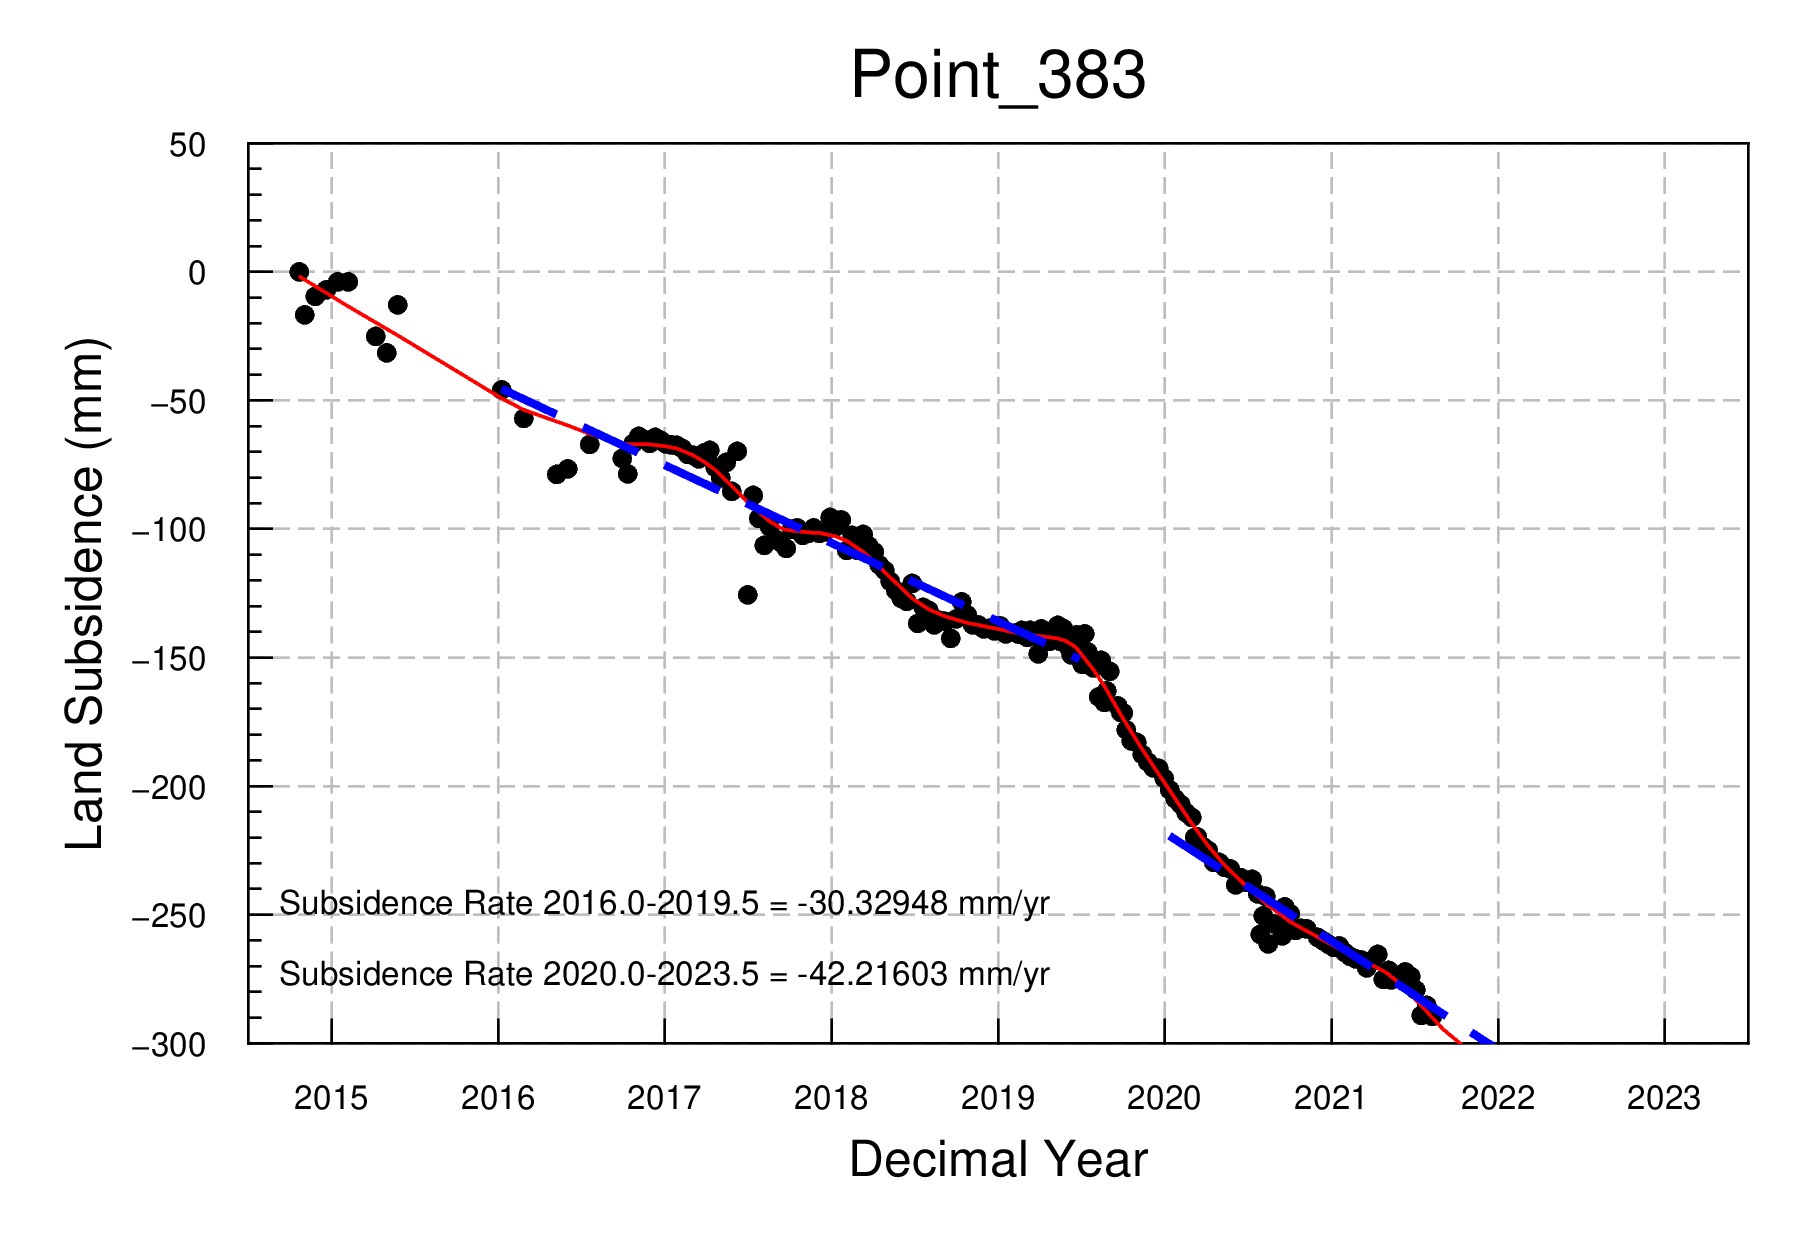 Point_383
50
0
−50
−100
−150
−200
−250
−300
Land Subsidence (mm)
Subsidence Rate 2016.0-2019.5 = -30.32948 mm/yr
Subsidence Rate 2020.0-2023.5 = -42.21603 mm/yr
2015 2016 2017 2018 2019 2020 2021 2022 2023
Decimal Year